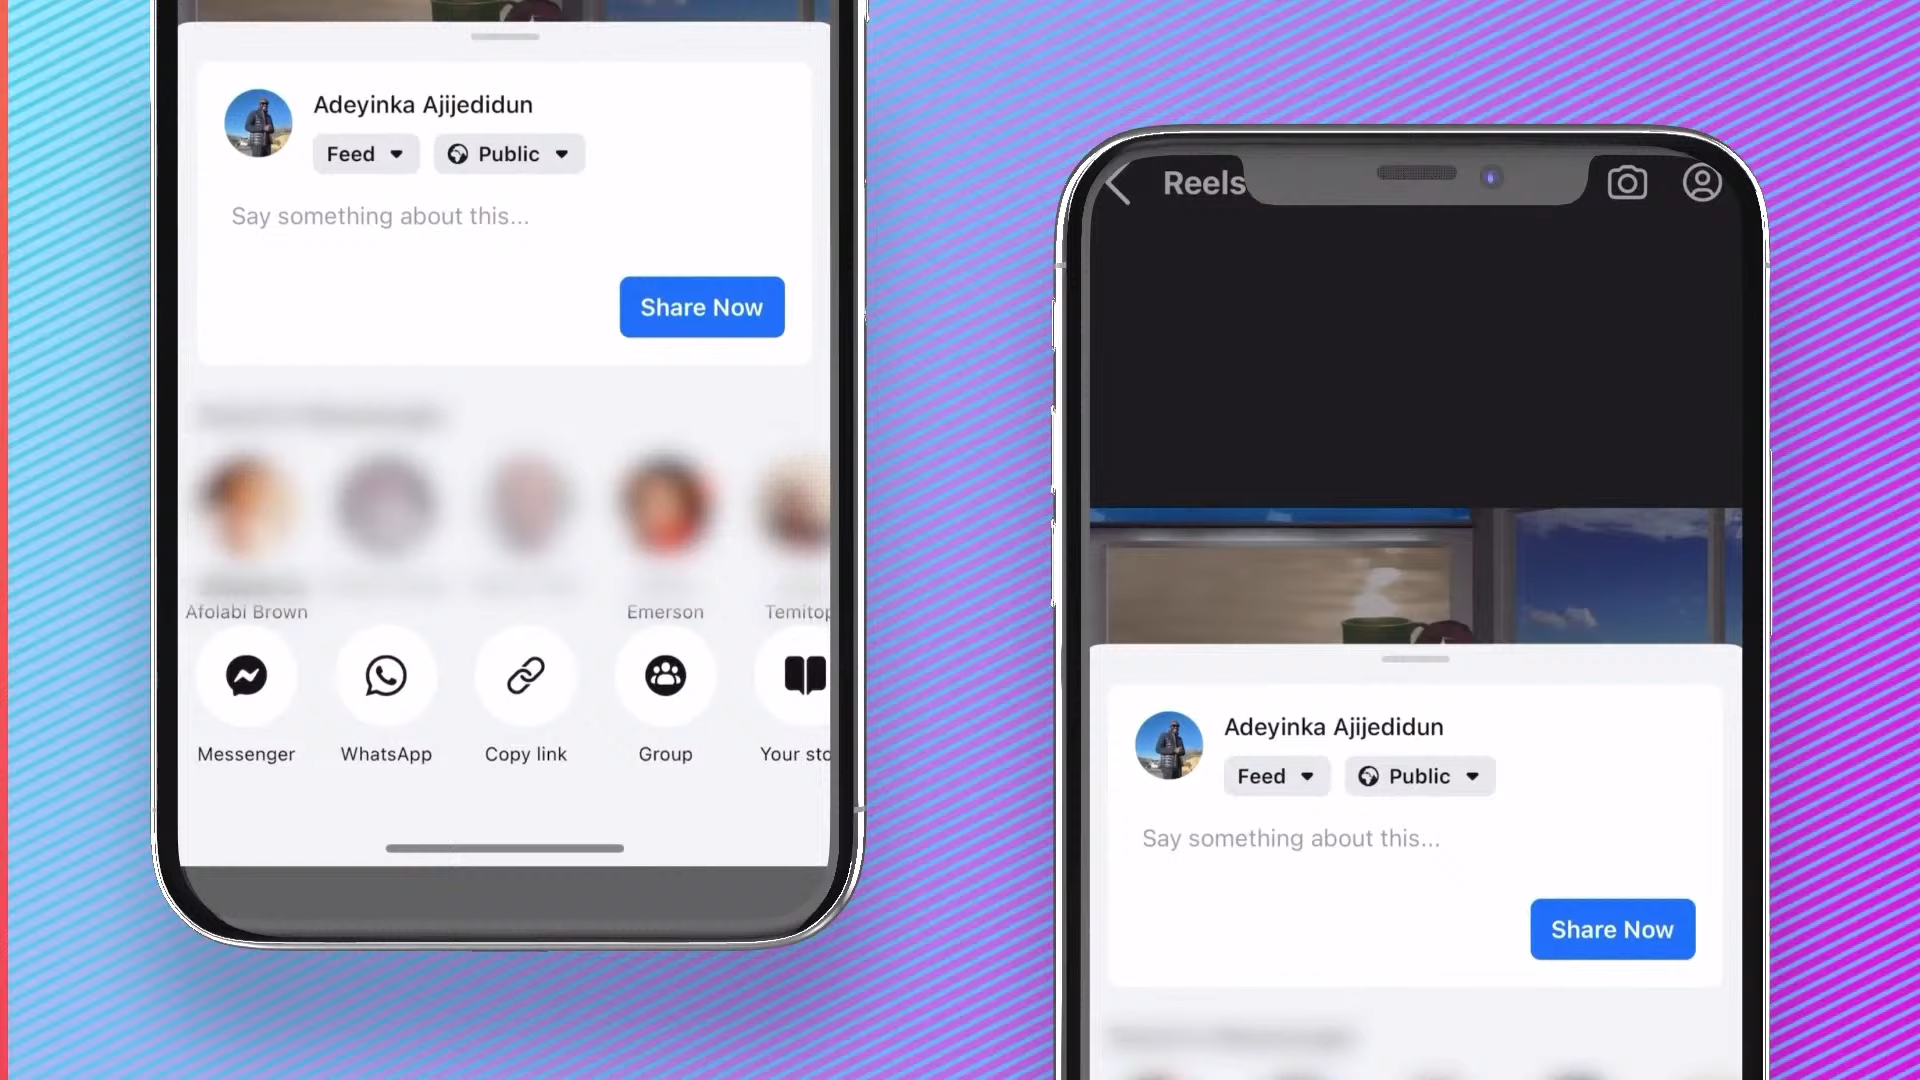 Adeyinka Ajijedidun
Feed
Public
Say something about this...
Share Now
Afolabi Brown
Emerson
Temitop
Messenger
WhatsApp
Copy link
Group
Your sto
Reels
Adeyinka Ajijedidun
Feed
Public
Say something about this...
Share Now